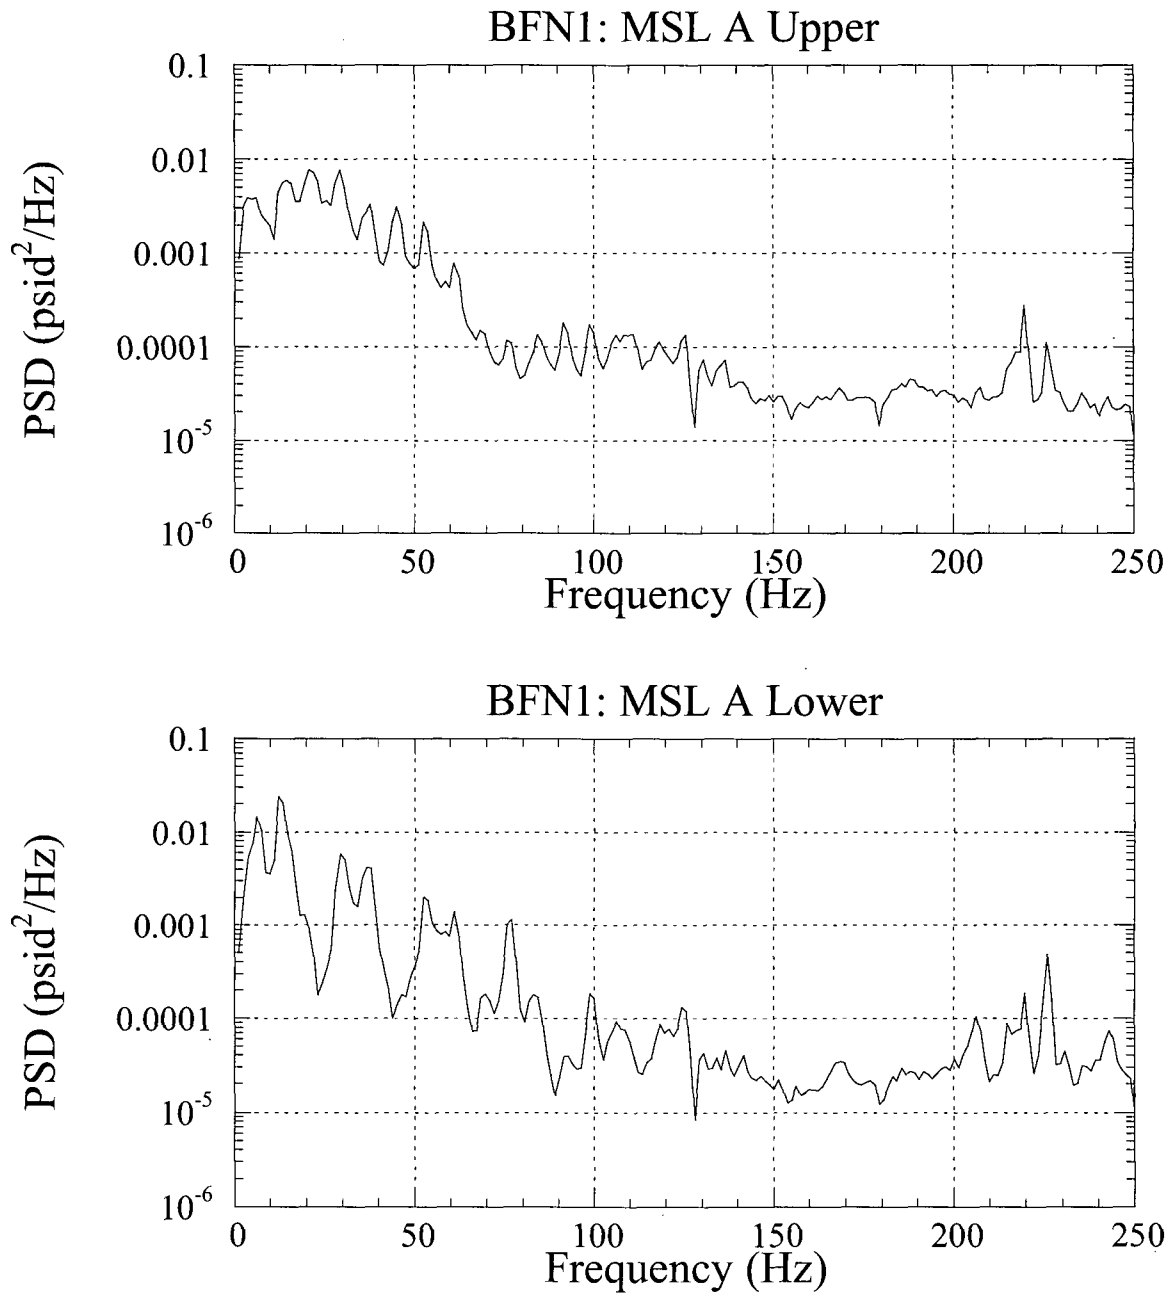 BFN1: MSL A Upper
0.1
0.01
0.001
0.0001
10⁻⁵
10⁻⁶
PSD (psid²/Hz)
0 50 100 150 200 250
Frequency (Hz)
BFN1: MSL A Lower
0.1
0.01
0.001
0.0001
10⁻⁵
10⁻⁶
PSD (psid²/Hz)
0 50 100 150 200 250
Frequency (Hz)